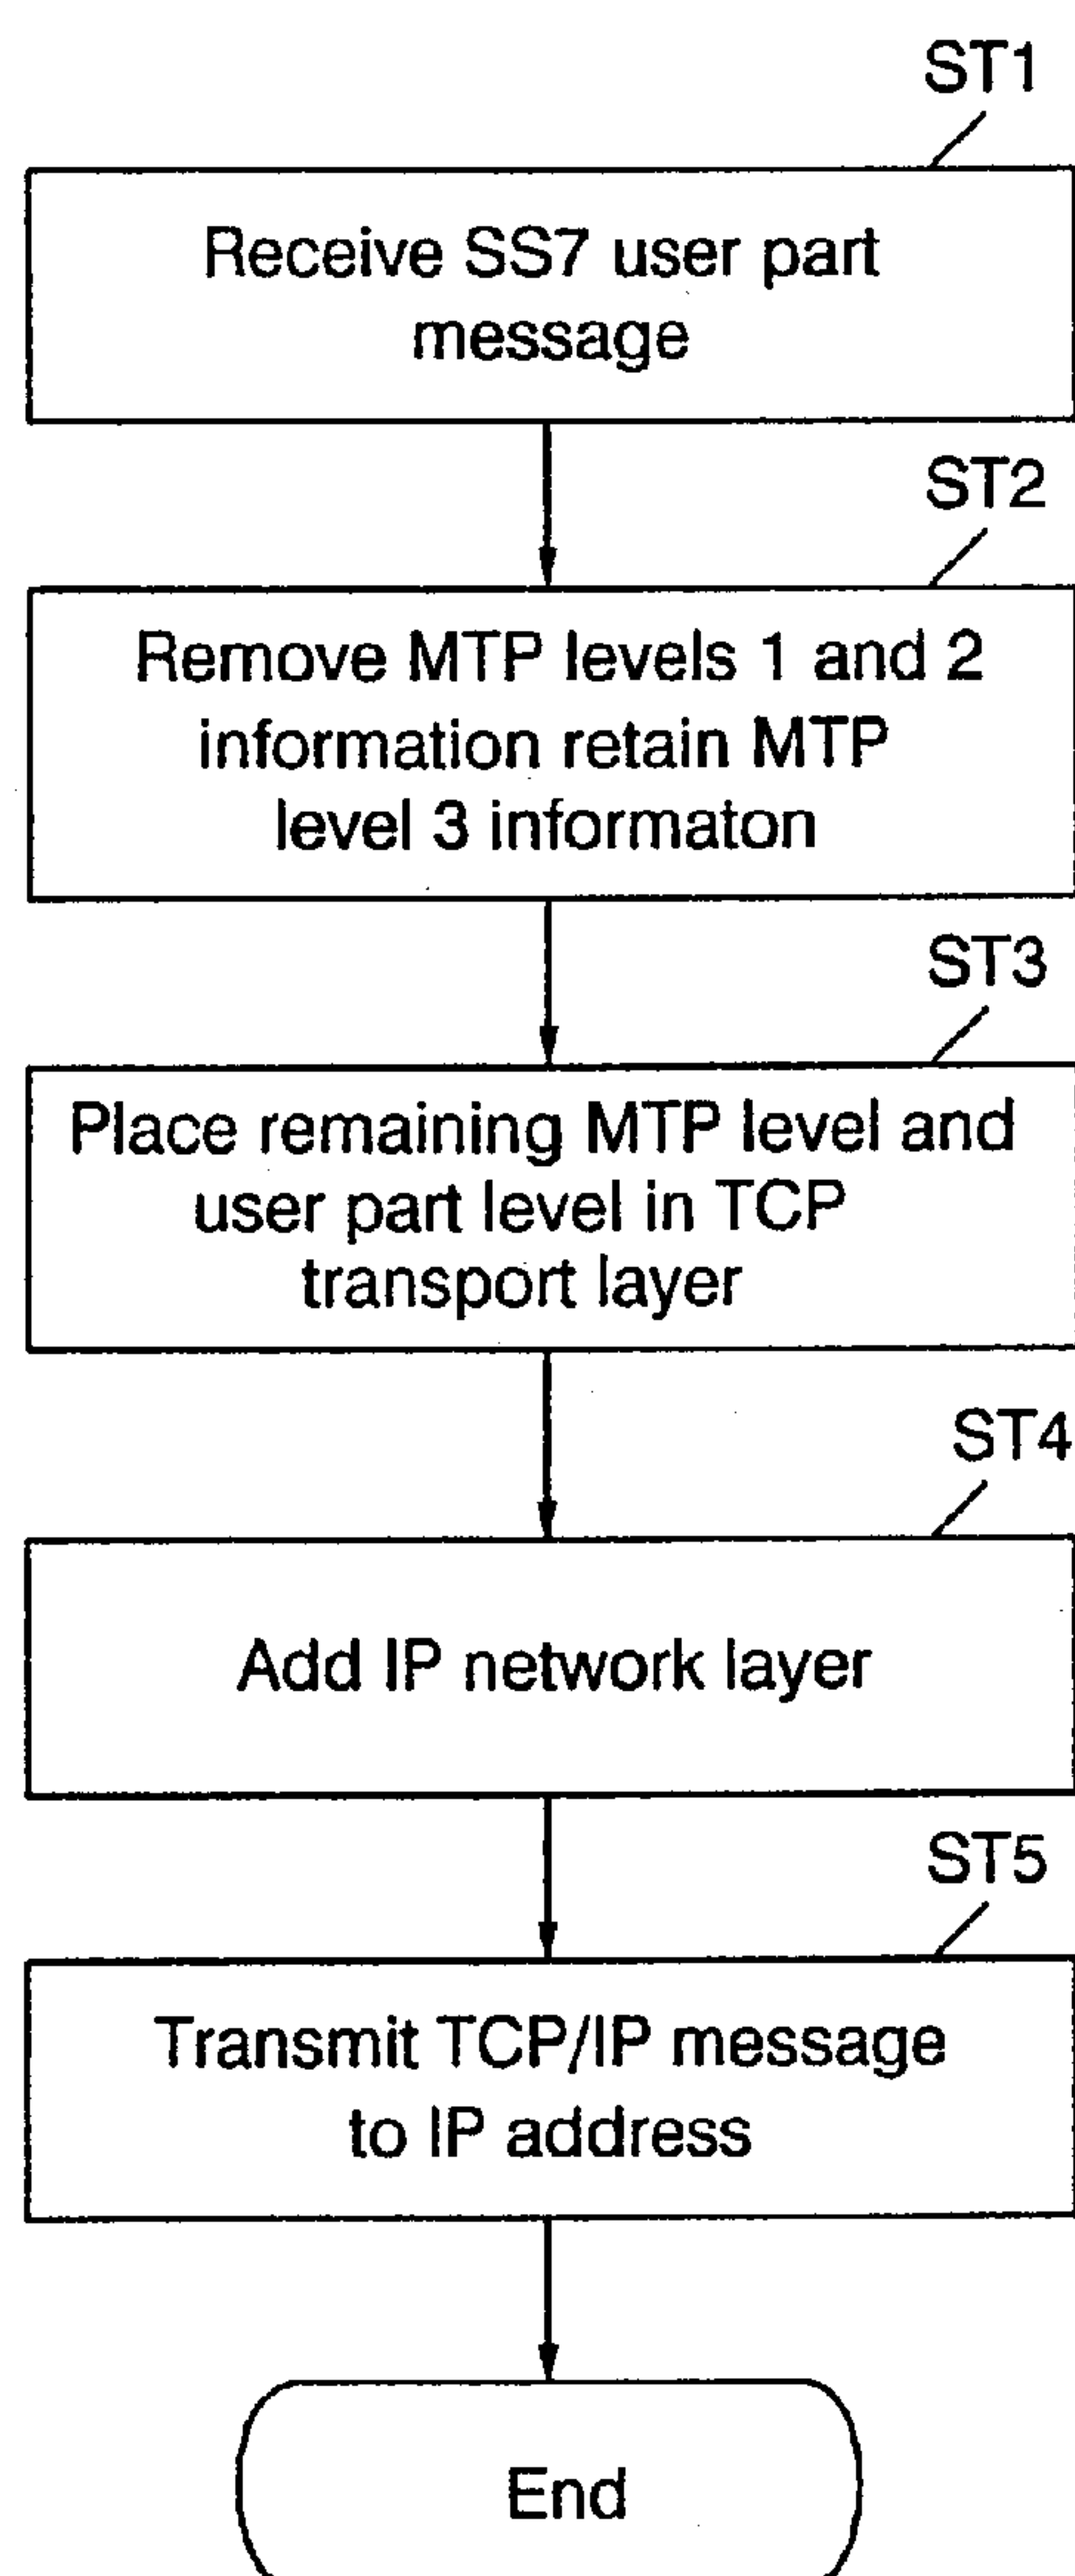 ST1
Receive SS7 user part
message
ST2
Remove MTP levels 1 and 2
information retain MTP
level 3 informaton
ST3
Place remaining MTP level and
user part level in TCP
transport layer
ST4
Add IP network layer
ST5
Transmit TCP/IP message
to IP address
End